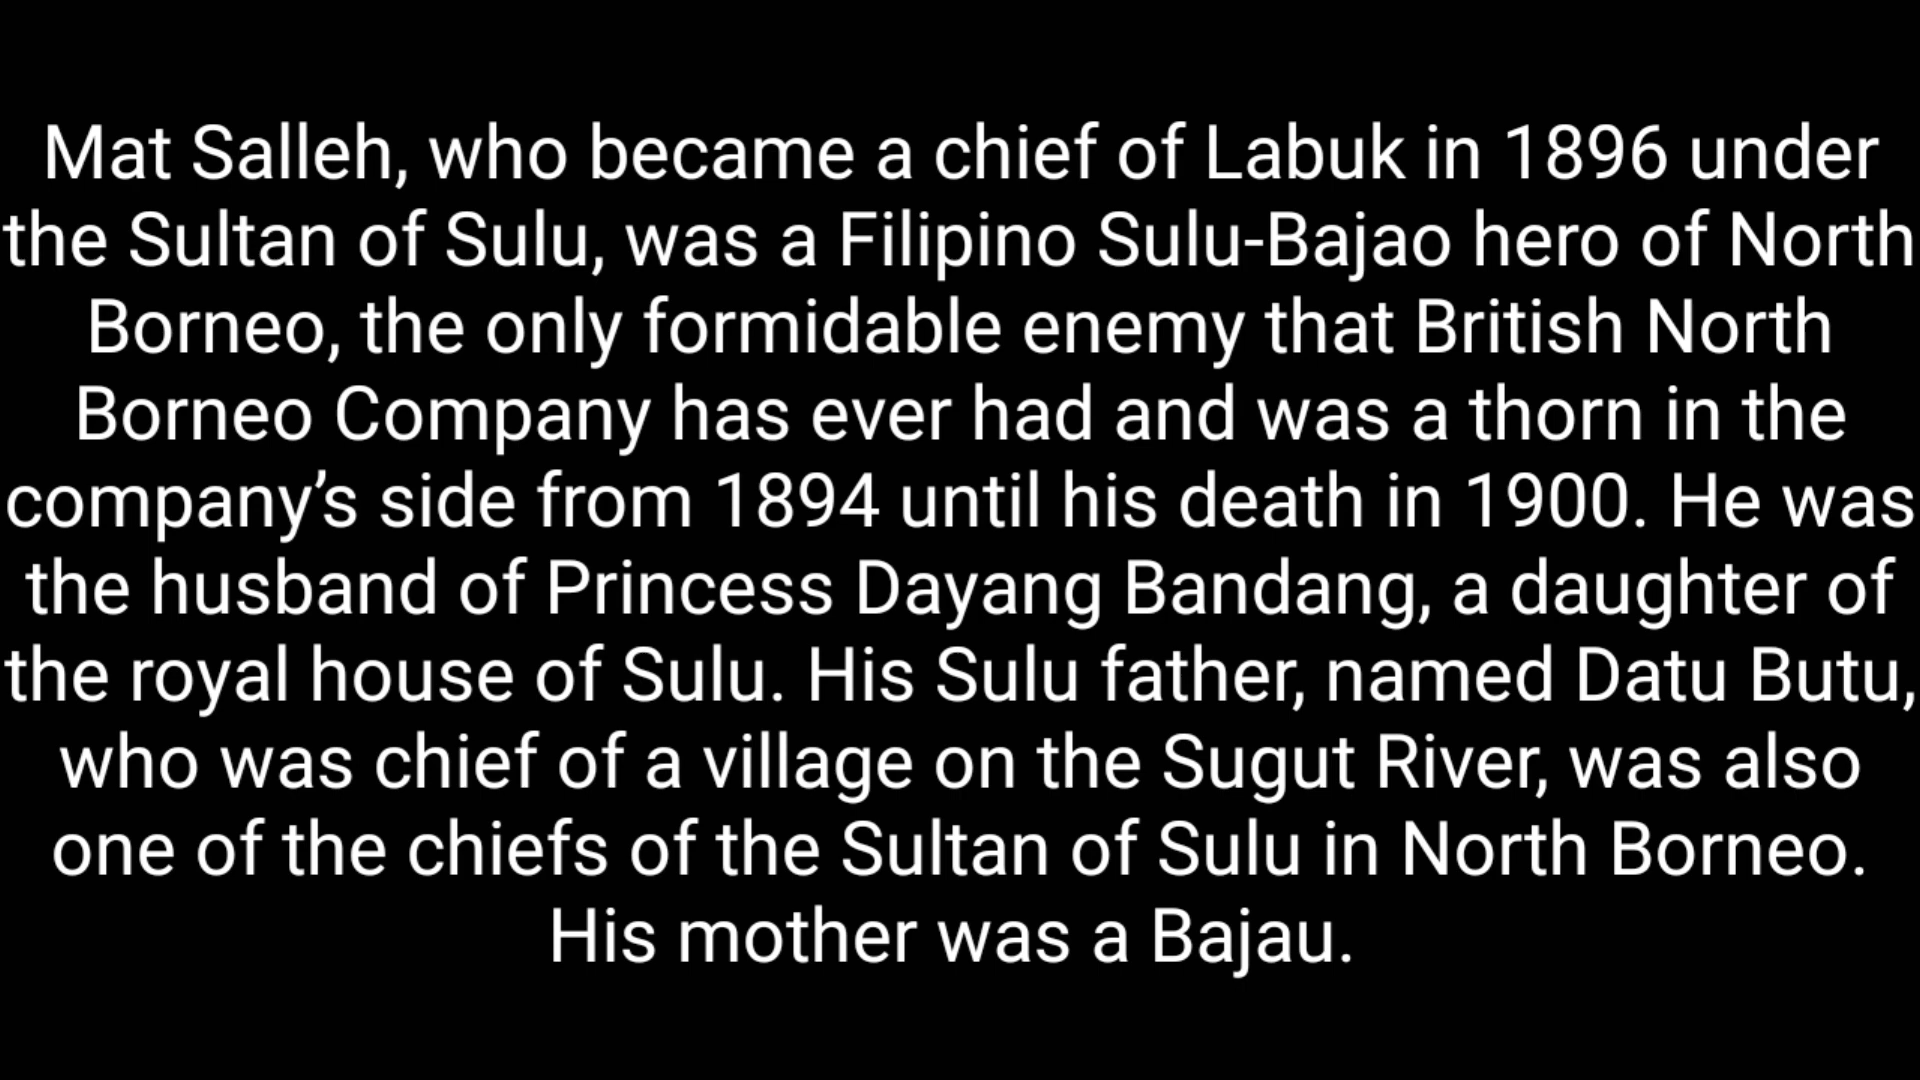 Mat Salleh, who became a chief of Labuk in 1896 under
the Sultan of Sulu, was a Filipino Sulu-Bajao hero of North
Borneo, the only formidable enemy that British North
Borneo Company has ever had and was a thorn in the
company’s side from 1894 until his death in 1900. He was
the husband of Princess Dayang Bandang, a daughter of
the royal house of Sulu. His Sulu father, named Datu Butu,
who was chief of a village on the Sugut River, was also
one of the chiefs of the Sultan of Sulu in North Borneo.
His mother was a Bajau.